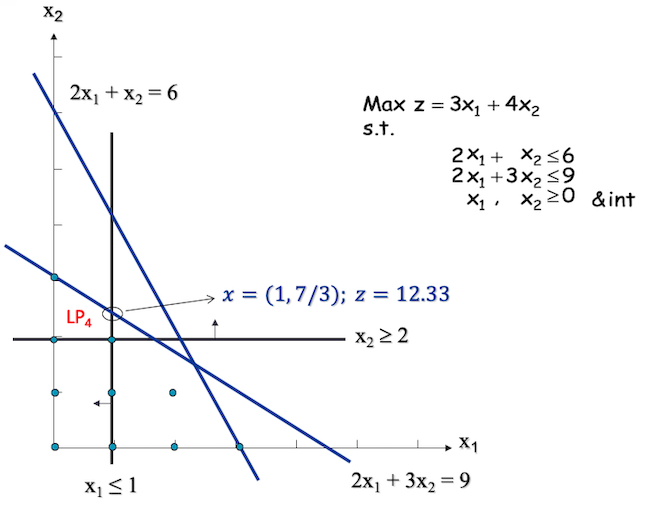 x₂
2x₁ + x₂ = 6
Max z = 3x₁ + 4x₂
s.t.
2x₁ + x₂ ≤ 6
2x₁ + 3x₂ ≤ 9
x₁ , x₂ ≥ 0 & int
x = (1, 7/3); z = 12.33
LP₄
x₂ ≥ 2
x₁
x₁ ≤ 1
2x₁ + 3x₂ = 9